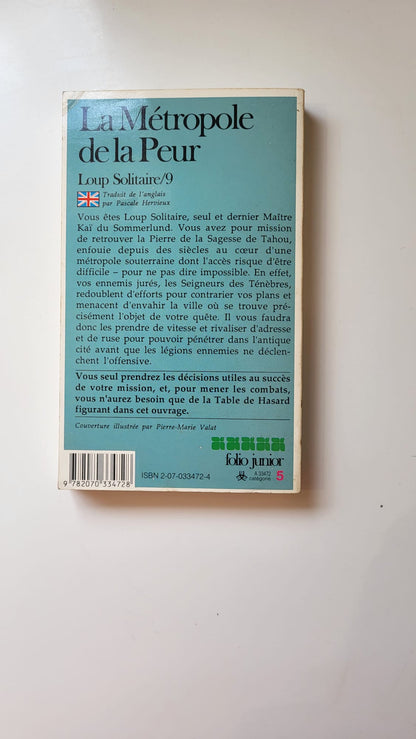 La Métropole
de la Peur
Loup Solitaire/9
Traduit de l'anglais
par Pascale Hervieux
Vous êtes Loup Solitaire, seul et dernier Maître
Kaï du Sommerlund. Vous avez pour mission
de retrouver la Pierre de la Sagesse de Tahou,
enfouie depuis des siècles au cœur d'une
métropole souterraine dont l'accès risque d'être
difficile – pour ne pas dire impossible. En effet,
vos ennemis jurés, les Seigneurs des Ténèbres,
redoublent d'efforts pour contrarier vos plans et
menacent d'envahir la ville où se trouve pré-
cisément l'objet de votre quête. Il vous faudra
donc les prendre de vitesse et rivaliser d'adresse
et de ruse pour pouvoir pénétrer dans l'antique
cité avant que les légions ennemies ne déclen-
chent l'offensive.
Vous seul prendrez les décisions utiles au succès
de votre mission, et, pour mener les combats,
vous n'aurez besoin que de la Table de Hasard
figurant dans cet ouvrage.
Couverture illustrée par Pierre-Marie Valat
folio junior
ISBN 2-07-033472-4
A 33472
catégorie 5
9 782070 334728